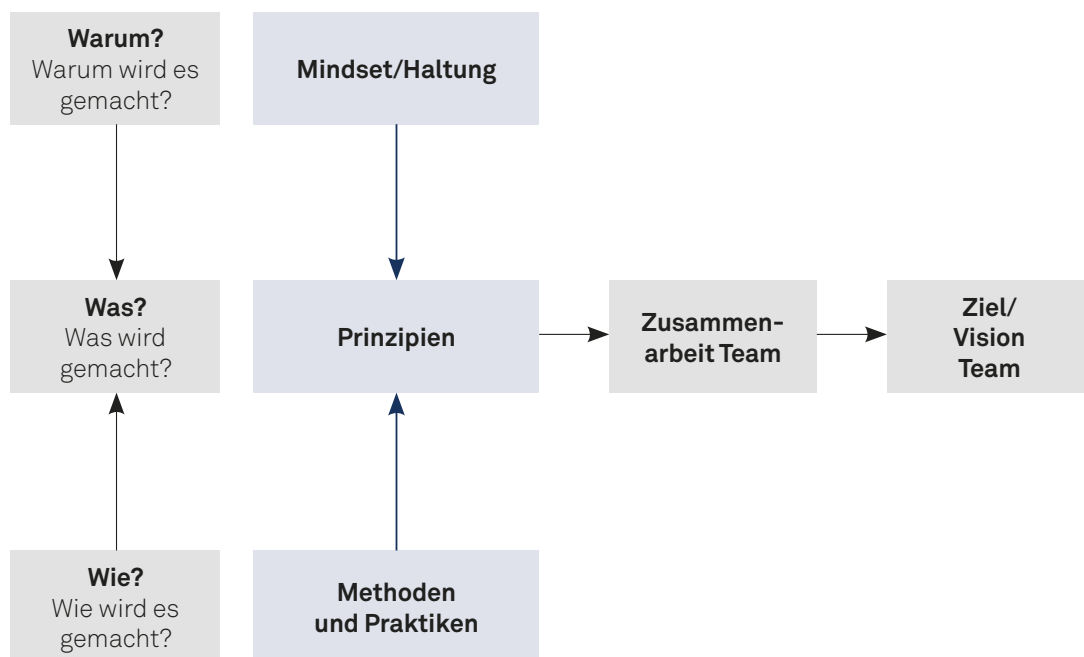 Warum?
Warum wird es
gemacht?
Mindset/Haltung
Was?
Was wird
gemacht?
Prinzipien
Zusammen-
arbeit Team
Ziel/
Vision
Team
Wie?
Wie wird es
gemacht?
Methoden
und Praktiken